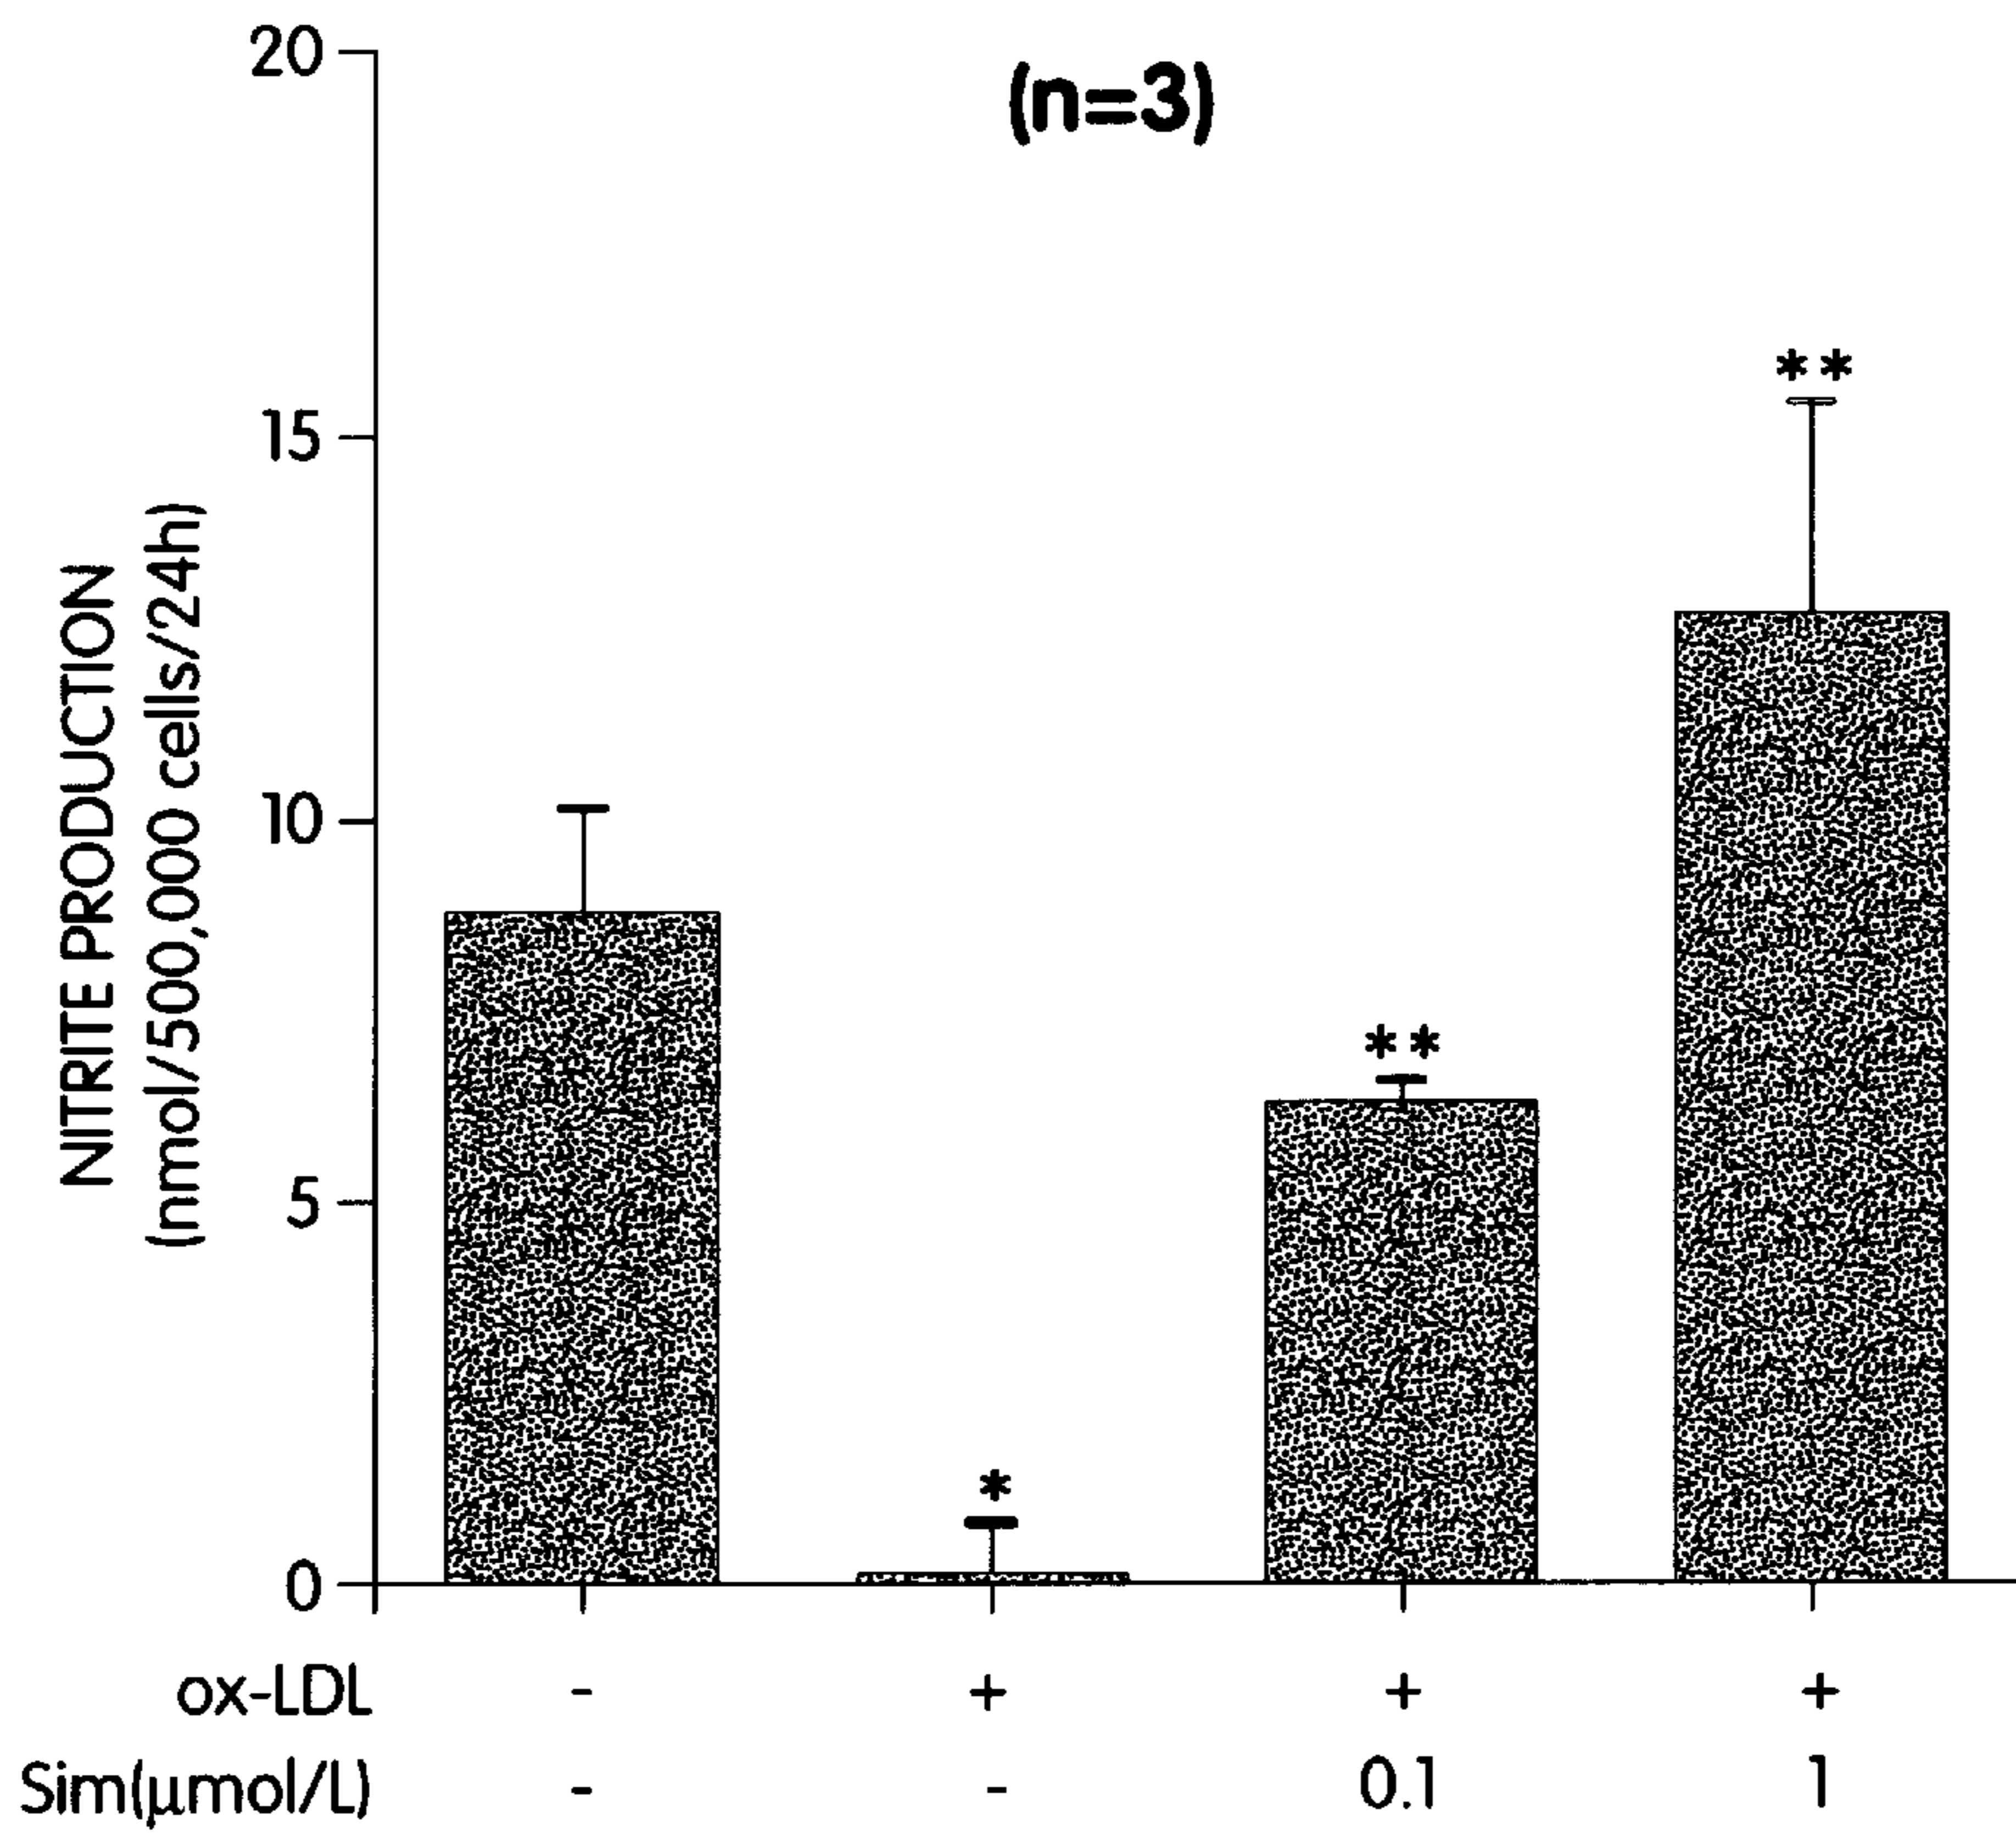 (n=3)
NITRITE PRODUCTION
(nmol/500,000 cells/24h)
20
15
10
5
0
**
**
*
ox-LDL - + + +
Sim(μmol/L) - - 0.1 1